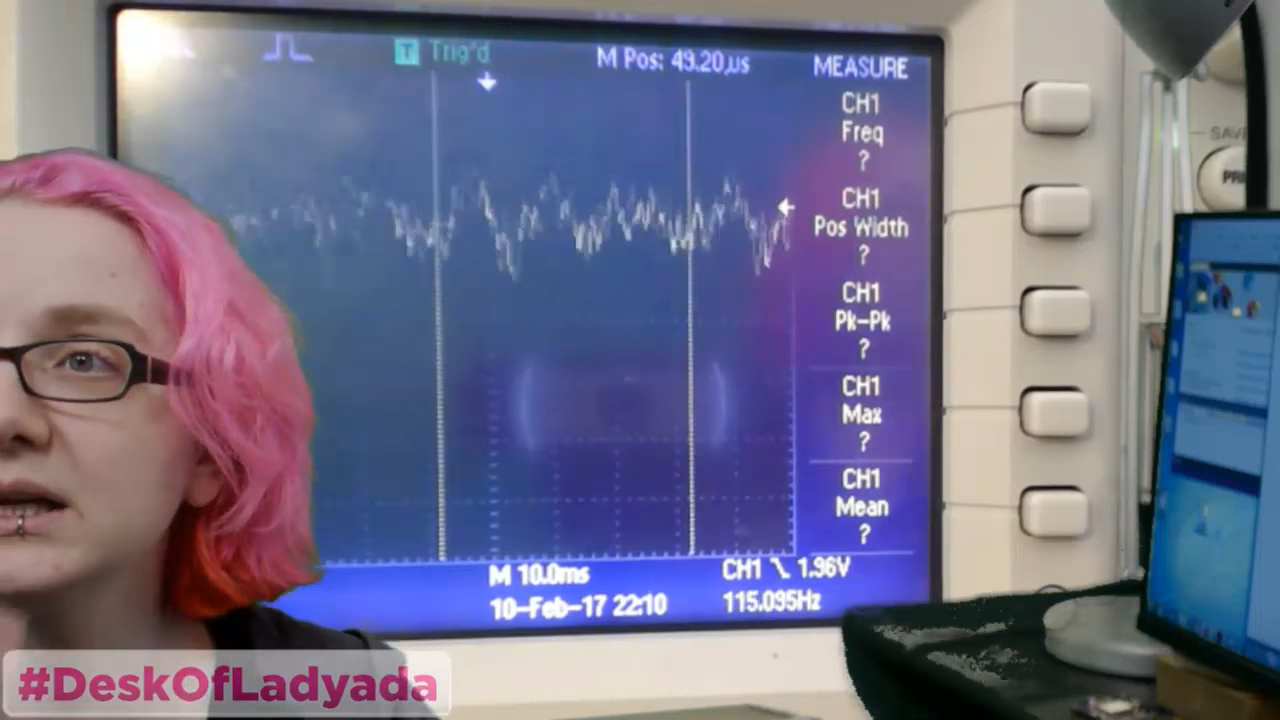 T Trig'd
M Pos: 49.20µs
MEASURE
CH1
Freq
?
CH1
Pos Width
?
CH1
Pk-Pk
?
CH1
Max
?
CH1
Mean
?
M 10.0ms
CH1 1.96V
10-Feb-17 22:10
115.095Hz
#DeskOfLadyada